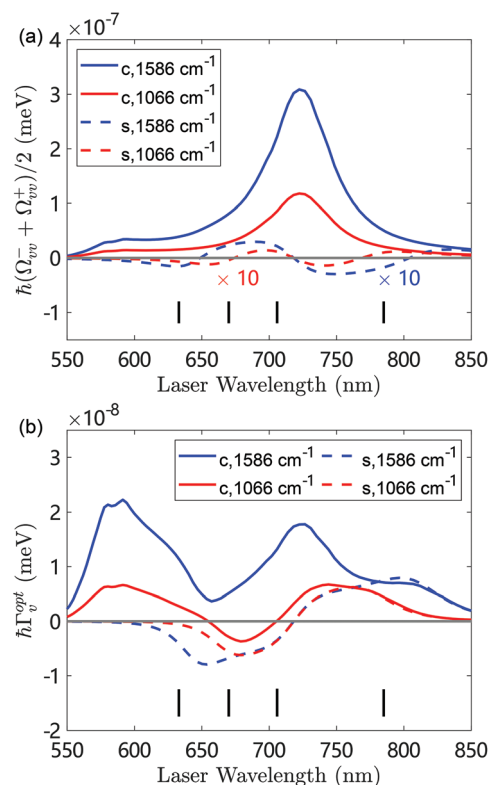 (a)
×10⁻⁷
c,1586 cm⁻¹
c,1066 cm⁻¹
s,1586 cm⁻¹
s,1066 cm⁻¹
ℏ(Ω⁻ᵥᵥ + Ω⁺ᵥᵥ)/2 (meV)
4
3
2
1
0
-1
× 10
× 10
550 600 650 700 750 800 850
Laser Wavelength (nm)
(b)
×10⁻⁸
c,1586 cm⁻¹ s,1586 cm⁻¹
c,1066 cm⁻¹ s,1066 cm⁻¹
ℏΓᵥᵒᵖᵗ (meV)
3
2
1
0
-1
-2
550 600 650 700 750 800 850
Laser Wavelength (nm)